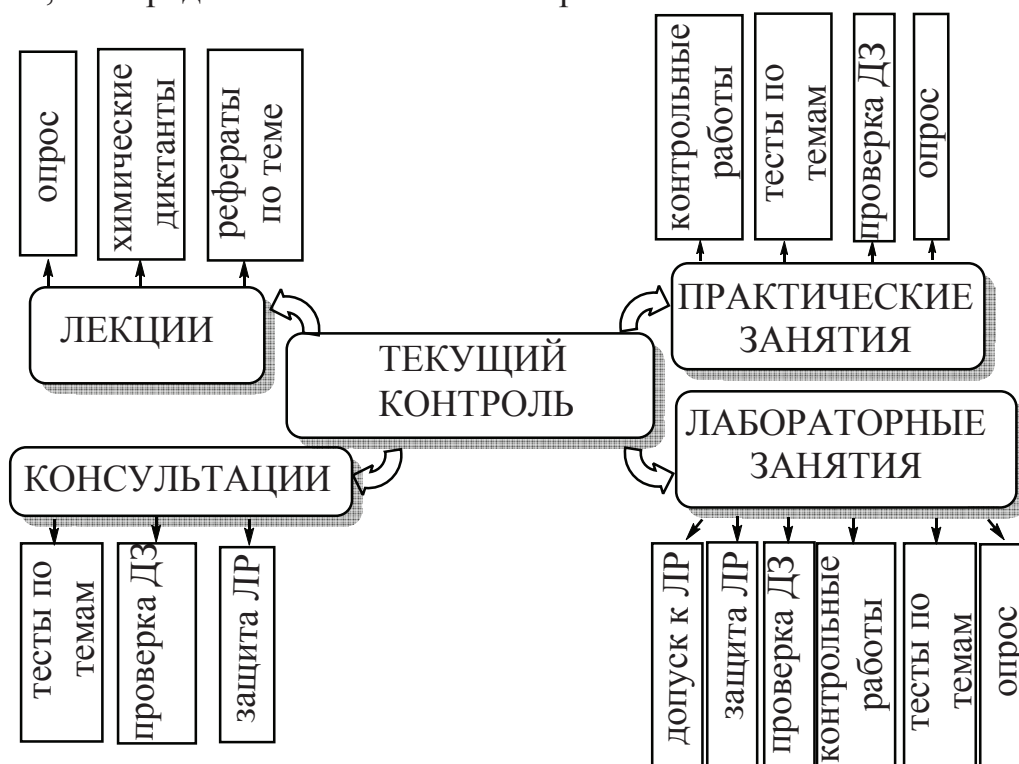 опрос
химические
диктанты
рефераты
по теме
контрольные
работы
тесты по
темам
проверка ДЗ
опрос
ЛЕКЦИИ
ПРАКТИЧЕСКИЕ
ЗАНЯТИЯ
ТЕКУЩИЙ
КОНТРОЛЬ
КОНСУЛЬТАЦИИ
ЛАБОРАТОРНЫЕ
ЗАНЯТИЯ
тесты по
темам
проверка ДЗ
защита ЛР
допуск к ЛР
защита ЛР
проверка ДЗ
контрольные
работы
тесты по
темам
опрос